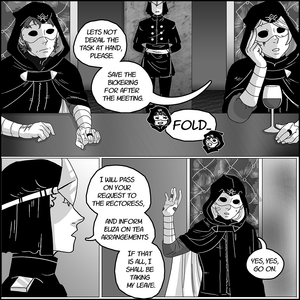 LETS NOT
DERAIL THE
TASK AT HAND,
PLEASE.
SAVE THE
BICKERING
FOR AFTER
THE MEETING.
FOLD...
I WILL PASS
ON YOUR
REQUEST TO
THE
RECTORESS,
AND INFORM
ELIZA ON TEA
ARRANGEMENTS
IF THAT
IS ALL, I
SHALL BE
TAKING
MY LEAVE.
YES, YES,
GO ON.